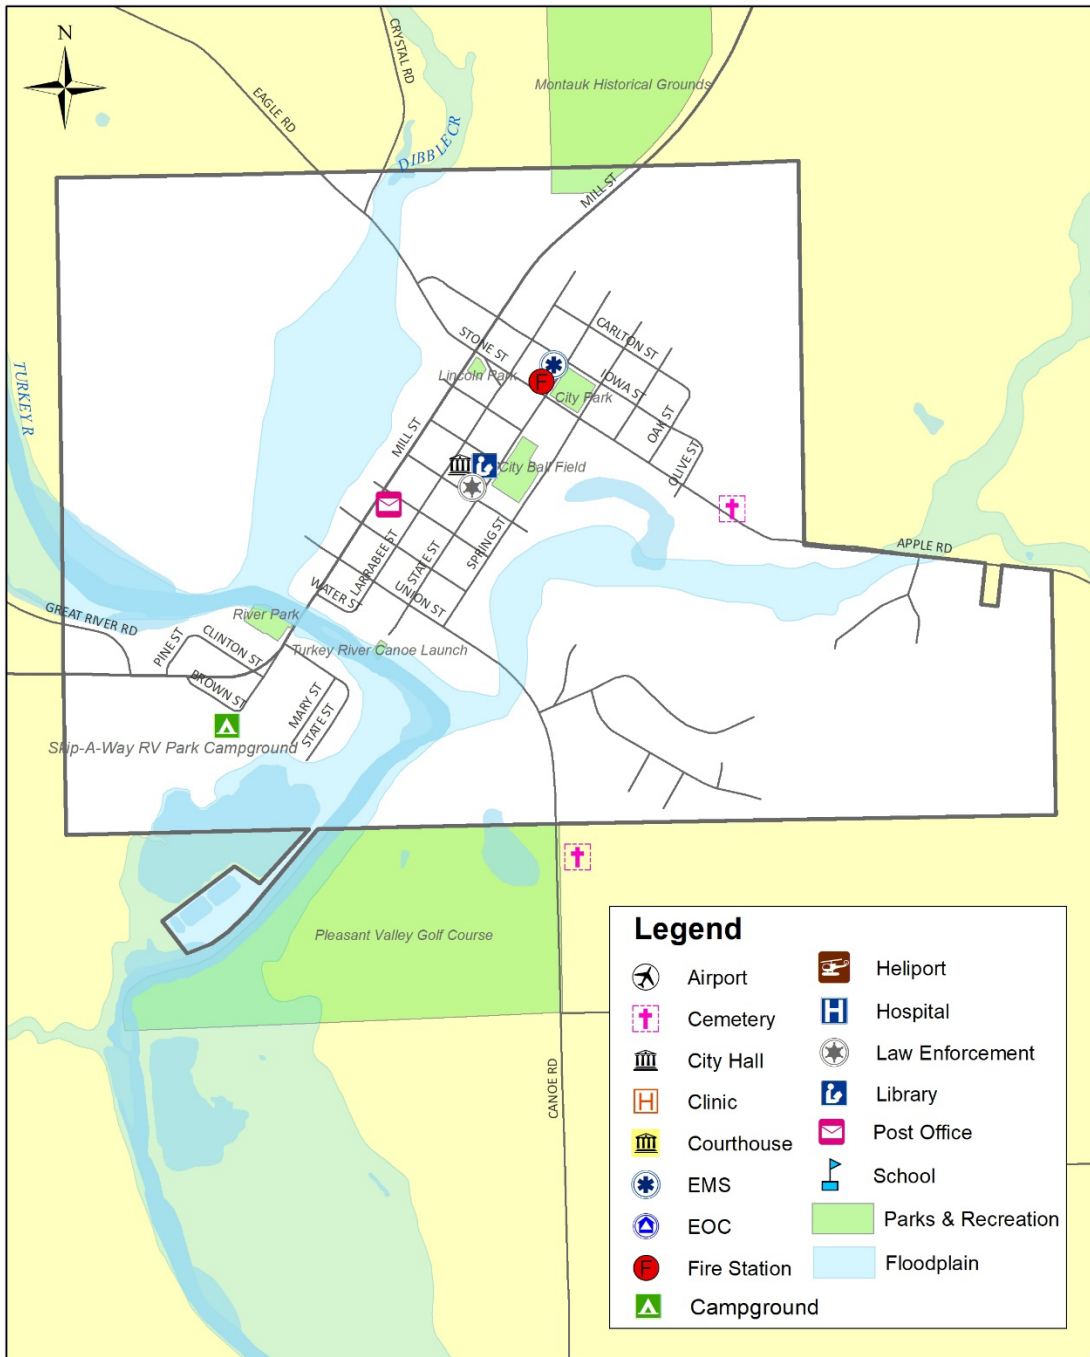 N
CRYSTAL RD
EAGLE RD
Montauk Historical Grounds
DIBBLE CR
MILL ST
TURKEY R
STONE ST
CARLTON ST
Lincoln Park
IOWA ST
F
City Park
OAK ST
MILL ST
OLIVE ST
City Ball Field
SPRING ST
APPLE RD
LARRABEE ST
STATE ST
WATER ST
UNION ST
GREAT RIVER RD
River Park
PINE ST
CLINTON ST
Turkey River Canoe Launch
BROWN ST
MARY ST
STATE ST
Skip-A-Way RV Park Campground
Pleasant Valley Golf Course
CANOE RD
Legend
Airport
Cemetery
City Hall
H
Clinic
Courthouse
EMS
EOC
F
Fire Station
Campground
Heliport
H
Hospital
Law Enforcement
Library
Post Office
School
Parks & Recreation
Floodplain